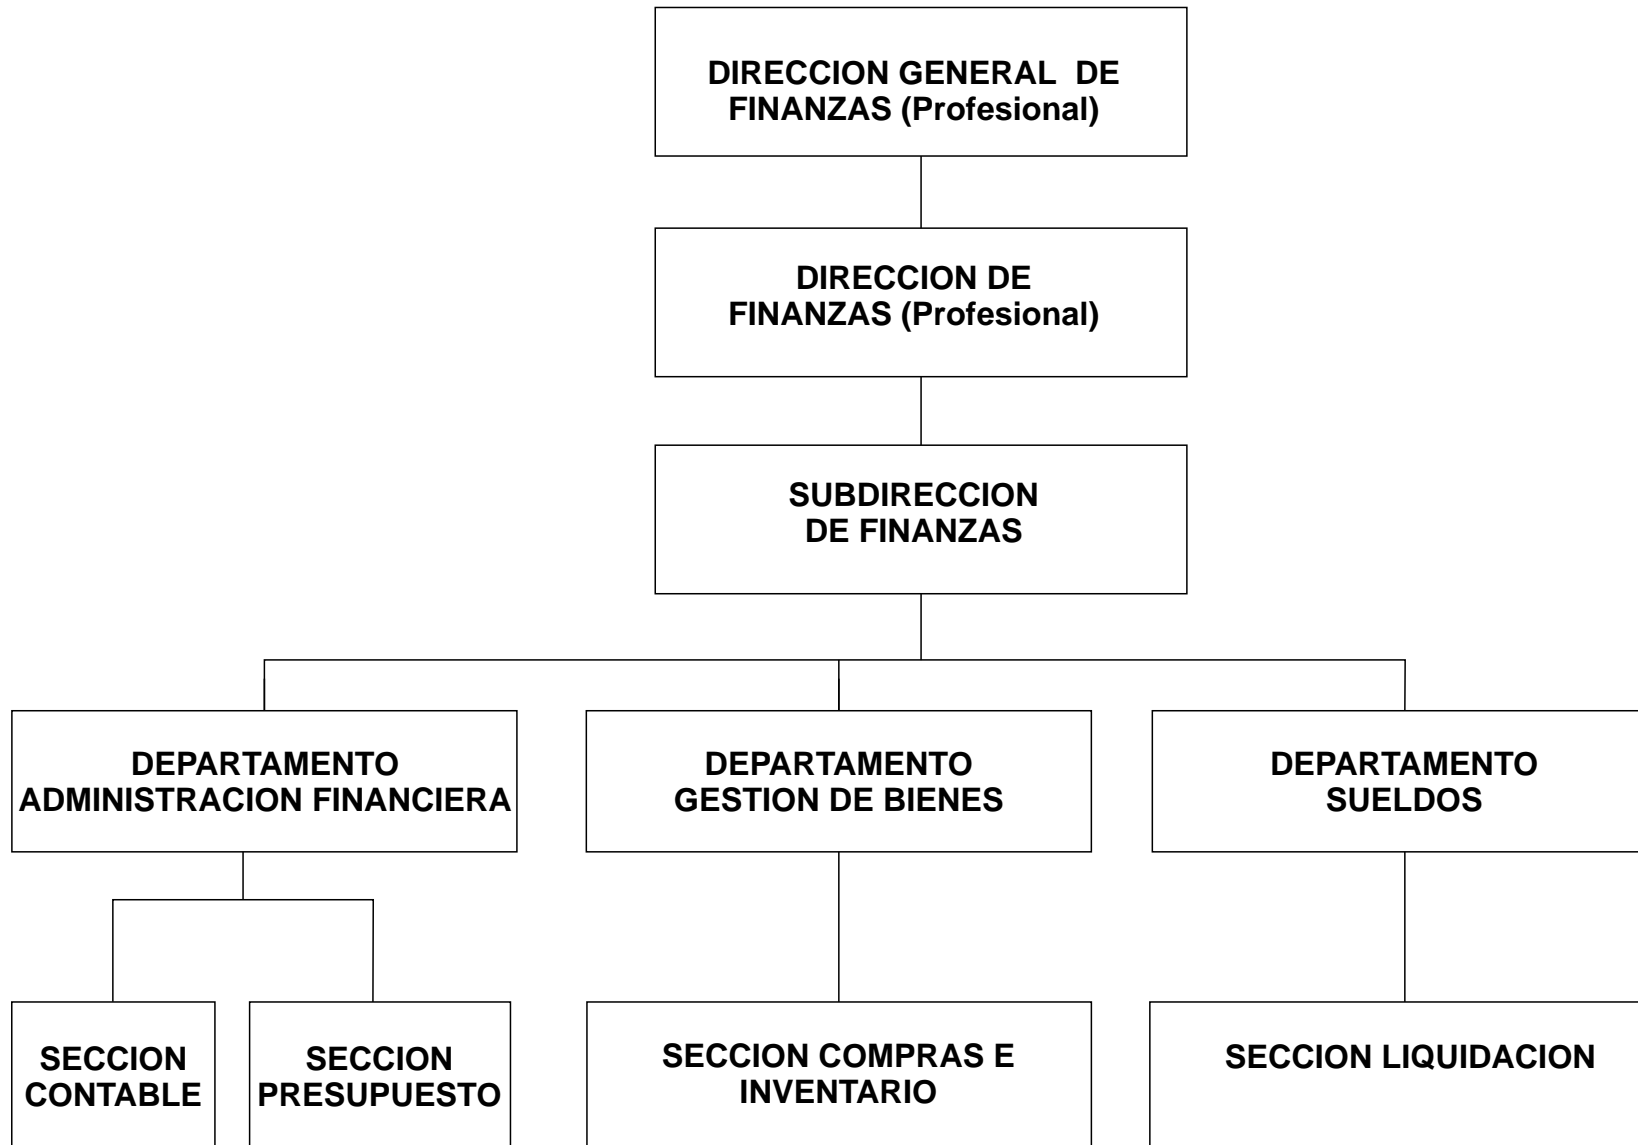 DIRECCION GENERAL  DE
FINANZAS (Profesional)
DIRECCION DE
FINANZAS (Profesional)
SUBDIRECCION
DE FINANZAS
DEPARTAMENTO
ADMINISTRACION FINANCIERA
DEPARTAMENTO
GESTION DE BIENES
DEPARTAMENTO
SUELDOS
SECCION
CONTABLE
SECCION
PRESUPUESTO
SECCION COMPRAS E
INVENTARIO
SECCION LIQUIDACION